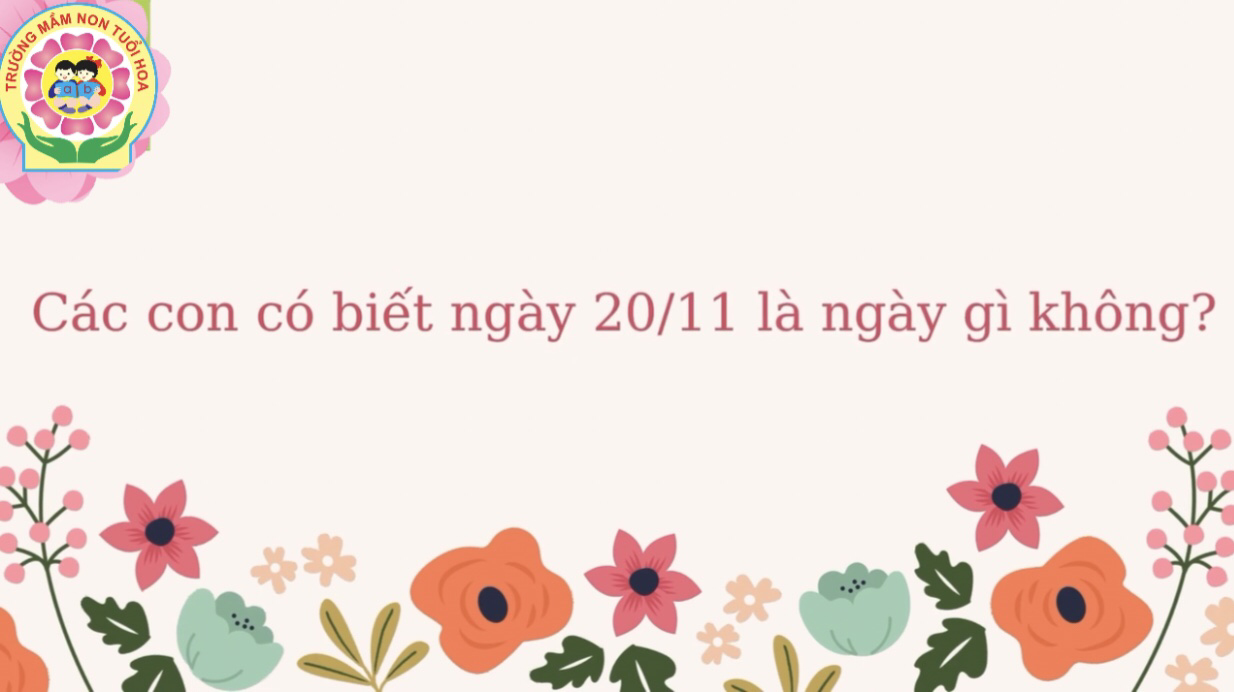 TRƯỜNG MẦM NON TUỔI HOA
a b
Các con có biết ngày 20/11 là ngày gì không?